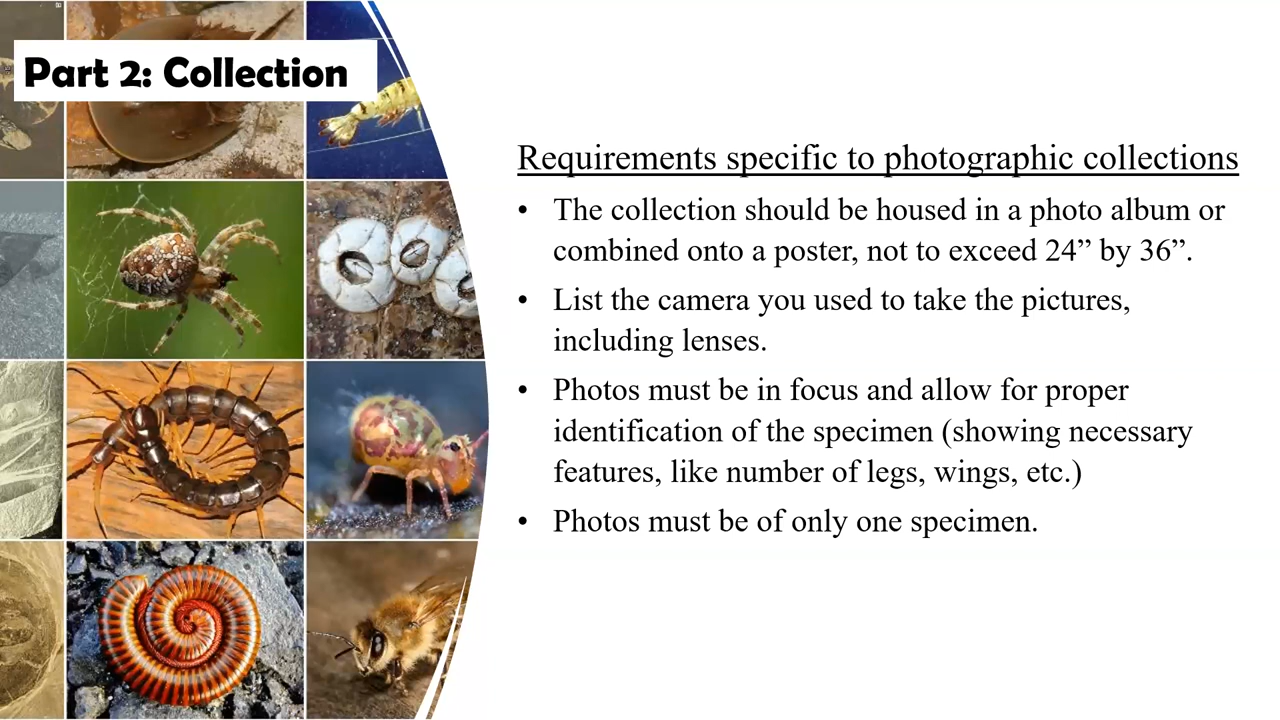 Part 2: Collection
Requirements specific to photographic collections
• The collection should be housed in a photo album or
combined onto a poster, not to exceed 24” by 36”.
• List the camera you used to take the pictures,
including lenses.
• Photos must be in focus and allow for proper
identification of the specimen (showing necessary
features, like number of legs, wings, etc.)
• Photos must be of only one specimen.